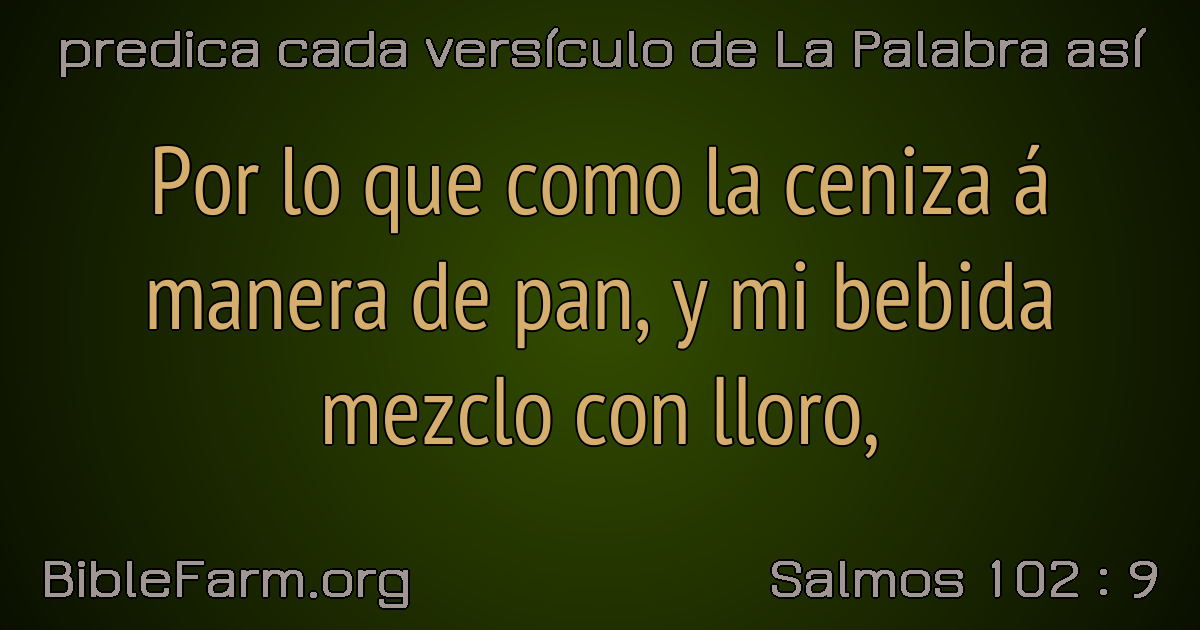 predica cada versículo de La Palabra así
Por lo que como la ceniza á
manera de pan, y mi bebida
mezclo con lloro,
BibleFarm.org
Salmos 102 : 9